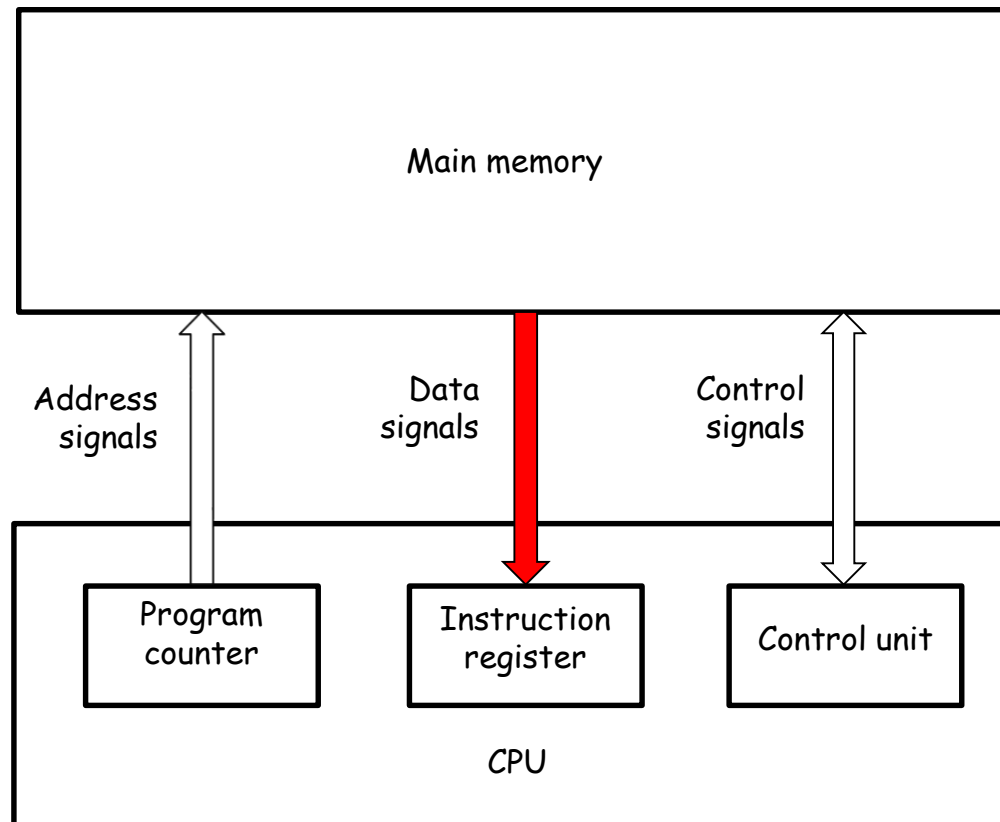 Main memory
Address
signals
Data
signals
Control
signals
Program
counter
Instruction
register
Control unit
CPU